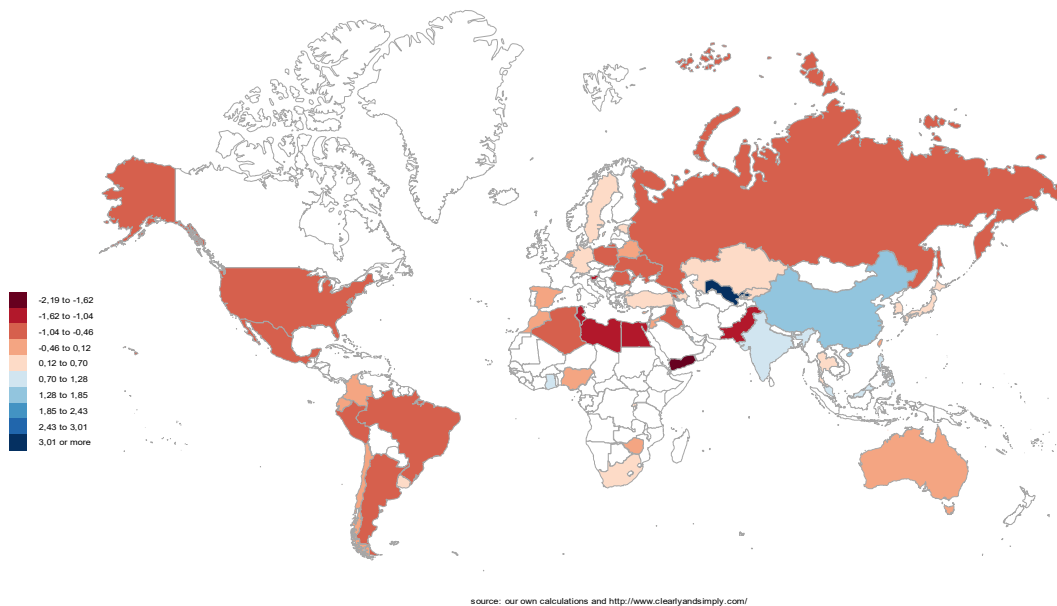 -2,19 to -1,62
-1,62 to -1,04
-1,04 to -0,46
-0,46 to 0,12
0,12 to 0,70
0,70 to 1,28
1,28 to 1,85
1,85 to 2,43
2,43 to 3,01
3,01 or more
source: our own calculations and http://www.clearlyandsimply.com/